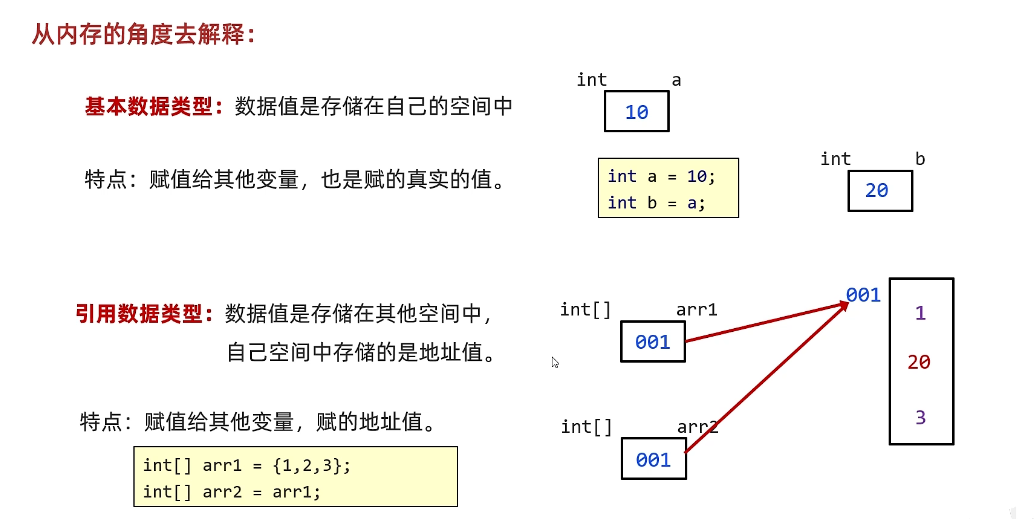 从内存的角度去解释：
int a
10
基本数据类型：数据值是存储在自己的空间中
int b
20
特点：赋值给其他变量，也是赋的真实的值。
int a = 10;
int b = a;
引用数据类型：数据值是存储在其他空间中，
自己空间中存储的是地址值。
int[] arr1
001
001
1
20
3
特点：赋值给其他变量，赋的地址值。
int[] arr2
001
int[] arr1 = {1,2,3};
int[] arr2 = arr1;